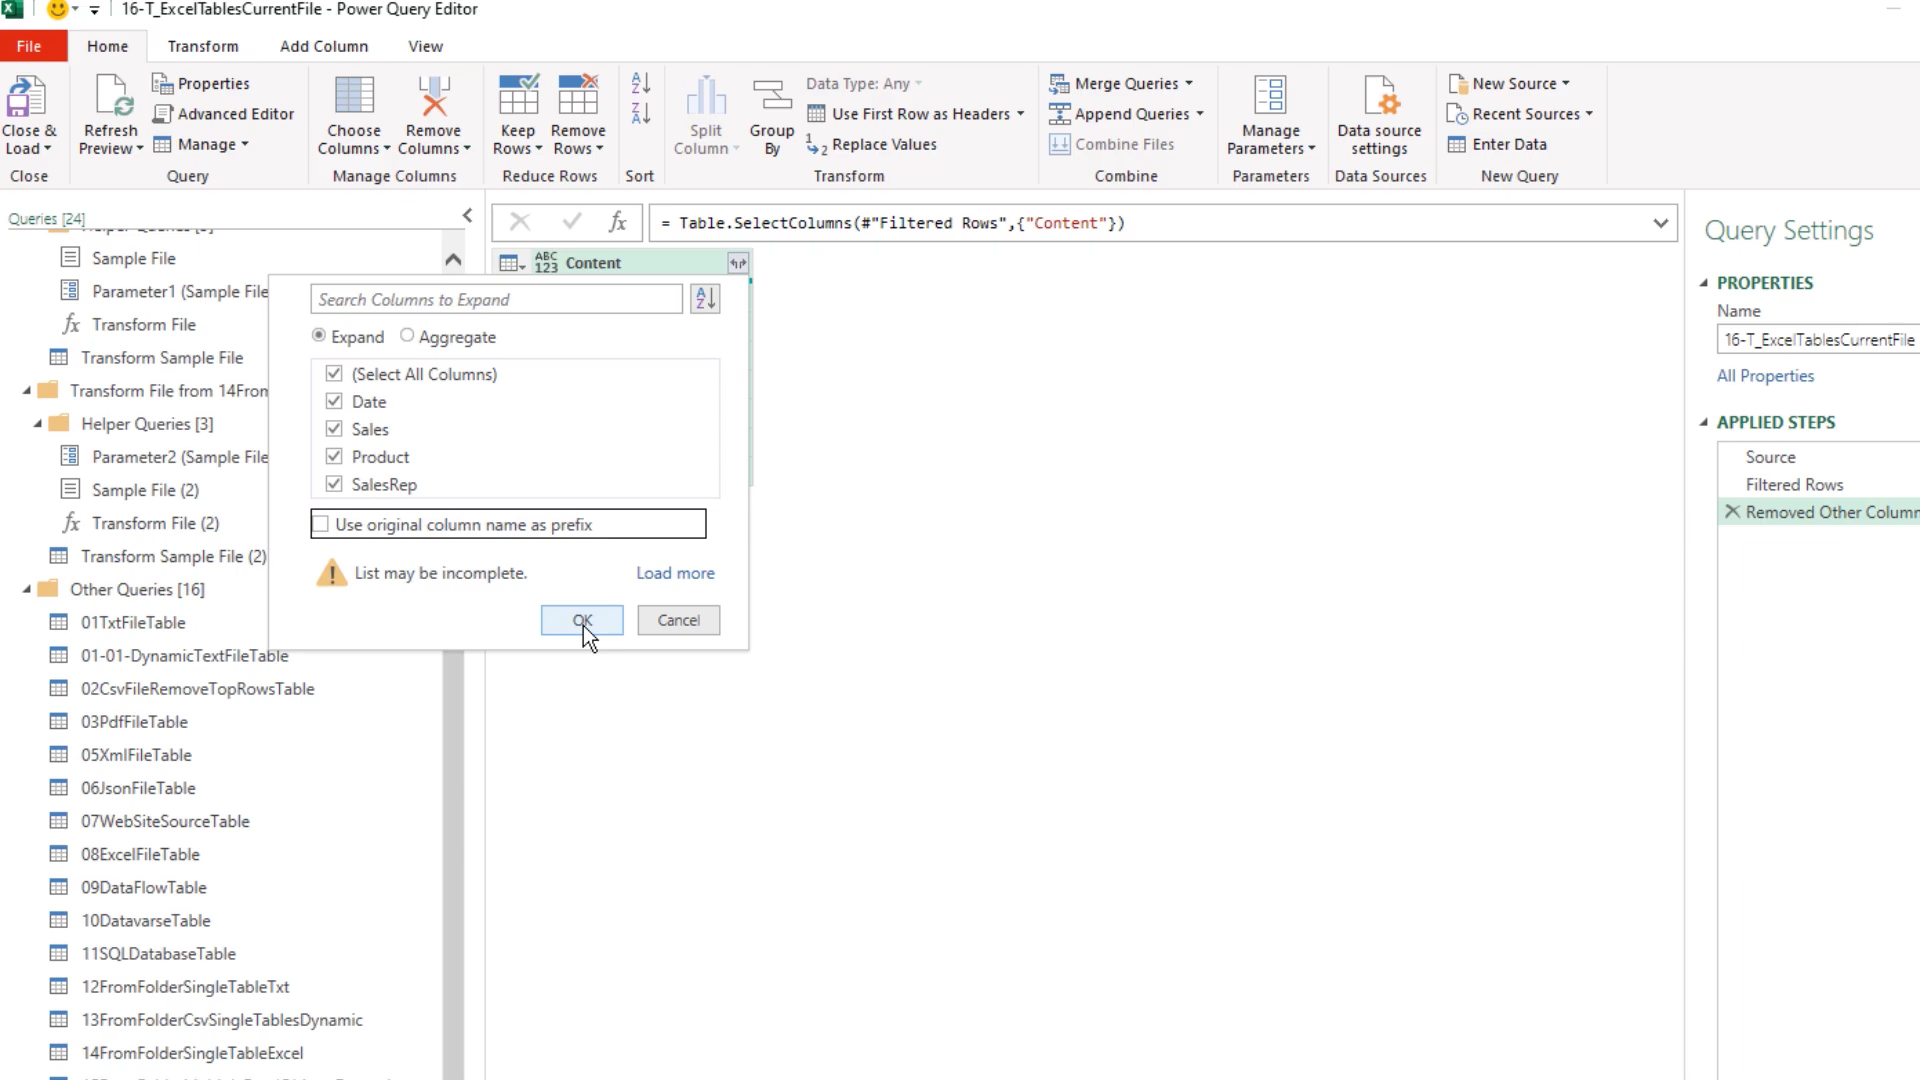 16-T_ExcelTablesCurrentFile - Power Query Editor
File Home Transform Add Column View
Close & Load
Refresh Preview
Properties
Advanced Editor
Manage
Choose Columns
Remove Columns
Keep Rows
Remove Rows
Split Column
Group By
Data Type: Any
Use First Row as Headers
Replace Values
Merge Queries
Append Queries
Combine Files
Manage Parameters
Data source settings
New Source
Recent Sources
Enter Data
Close Query Manage Columns Reduce Rows Sort Transform Combine Parameters Data Sources New Query
Queries [24]
= Table.SelectColumns(#"Filtered Rows",{"Content"})
ABC 123 Content
Sample File
Parameter1 (Sample File
Transform File
Transform Sample File
Transform File from 14From
Helper Queries [3]
Parameter2 (Sample File
Sample File (2)
Transform File (2)
Transform Sample File (2)
Other Queries [16]
01TxtFileTable
01-01-DynamicTextFileTable
02CsvFileRemoveTopRowsTable
03PdfFileTable
05XmlFileTable
06JsonFileTable
07WebSiteSourceTable
08ExcelFileTable
09DataFlowTable
10DatavarseTable
11SQLDatabaseTable
12FromFolderSingleTableTxt
13FromFolderCsvSingleTablesDynamic
14FromFolderSingleTableExcel
Search Columns to Expand
Expand Aggregate
(Select All Columns)
Date
Sales
Product
SalesRep
Use original column name as prefix
List may be incomplete. Load more
OK Cancel
Query Settings
PROPERTIES
Name
16-T_ExcelTablesCurrentFile
All Properties
APPLIED STEPS
Source
Filtered Rows
Removed Other Column